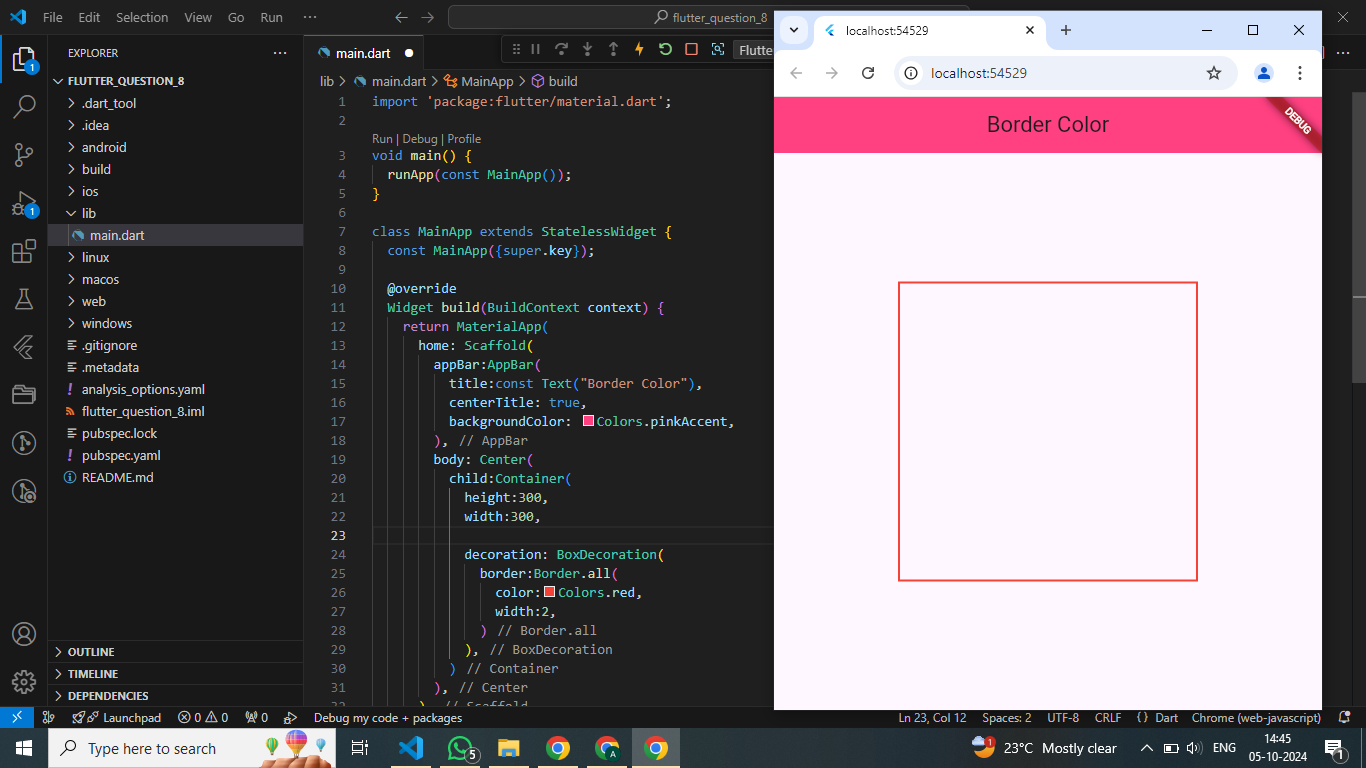 File Edit Selection View Go Run ···
flutter_question_8
EXPLORER
FLUTTER_QUESTION_8
.dart_tool
.idea
android
build
ios
lib
main.dart
linux
macos
web
windows
.gitignore
.metadata
analysis_options.yaml
flutter_question_8.iml
pubspec.lock
pubspec.yaml
README.md
OUTLINE
TIMELINE
DEPENDENCIES
1
1
main.dart
Flutte
lib > main.dart > MainApp > build
1 import 'package:flutter/material.dart';
2
Run | Debug | Profile
3 void main() {
4 runApp(const MainApp());
5 }
6
7 class MainApp extends StatelessWidget {
8 const MainApp({super.key});
9
10 @override
11 Widget build(BuildContext context) {
12 return MaterialApp(
13 home: Scaffold(
14 appBar:AppBar(
15 title:const Text("Border Color"),
16 centerTitle: true,
17 backgroundColor: Colors.pinkAccent,
18 ), // AppBar
19 body: Center(
20 child:Container(
21 height:300,
22 width:300,
23
24 decoration: BoxDecoration(
25 border:Border.all(
26 color: Colors.red,
27 width:2,
28 ) // Border.all
29 ), // BoxDecoration
30 ) // Container
31 ), // Center
32 ), // Scaffold
localhost:54529
localhost:54529
Border Color
DEBUG
Launchpad 0 0 0 Debug my code + packages
Ln 23, Col 12 Spaces: 2 UTF-8 CRLF { } Dart Chrome (web-javascript)
Type here to search
5
A
1
23°C Mostly clear
ENG
14:45
05-10-2024
1